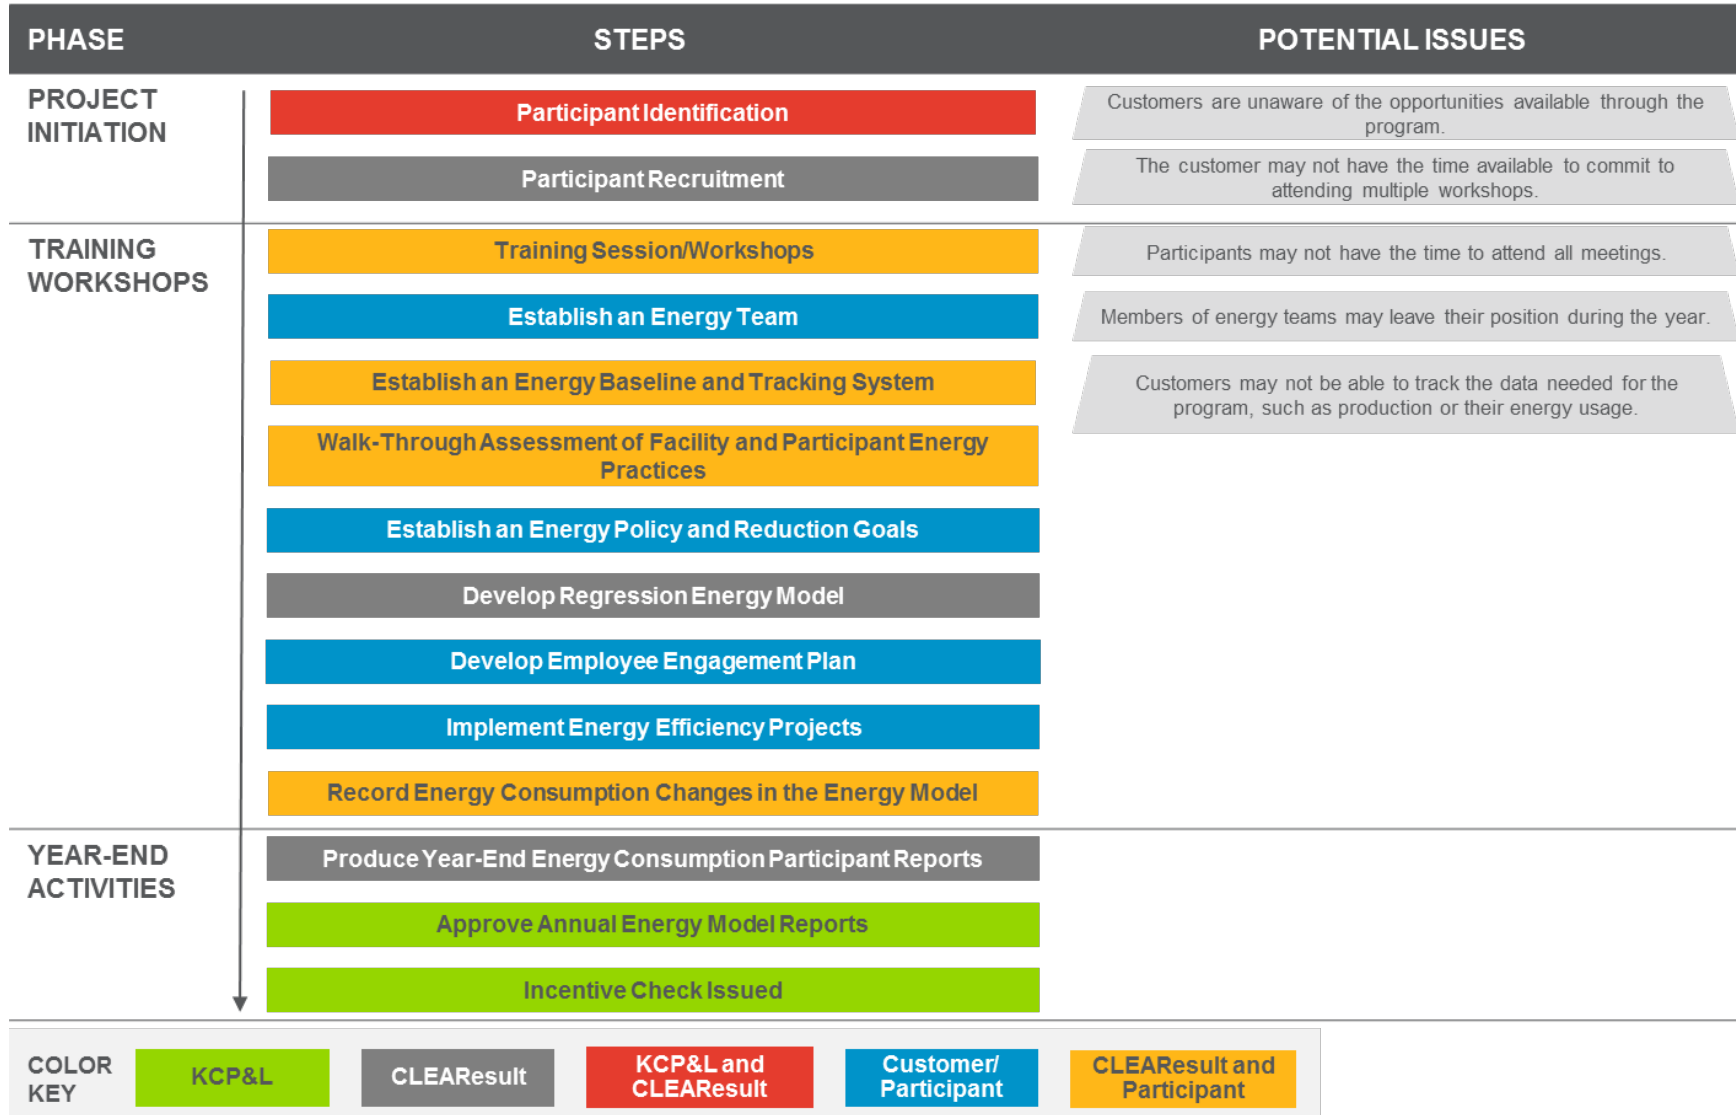 PHASE
STEPS
POTENTIAL ISSUES
PROJECT
INITIATION
Participant Identification
Customers are unaware of the opportunities available through the
program.
Participant Recruitment
The customer may not have the time available to commit to
attending multiple workshops.
TRAINING
WORKSHOPS
Training Session/Workshops
Participants may not have the time to attend all meetings.
Establish an Energy Team
Members of energy teams may leave their position during the year.
Establish an Energy Baseline and Tracking System
Customers may not be able to track the data needed for the
program, such as production or their energy usage.
Walk-Through Assessment of Facility and Participant Energy
Practices
Establish an Energy Policy and Reduction Goals
Develop Regression Energy Model
Develop Employee Engagement Plan
Implement Energy Efficiency Projects
Record Energy Consumption Changes in the Energy Model
YEAR-END
ACTIVITIES
Produce Year-End Energy Consumption Participant Reports
Approve Annual Energy Model Reports
Incentive Check Issued
COLOR
KEY
KCP&L
CLEAResult
KCP&L and
CLEAResult
Customer/
Participant
CLEAResult and
Participant